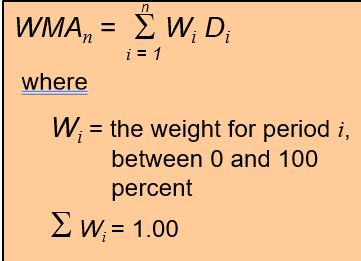 WMAₙ = Σ Wᵢ Dᵢ
n
i = 1
where
Wᵢ = the weight for period i,
between 0 and 100
percent
Σ Wᵢ = 1.00